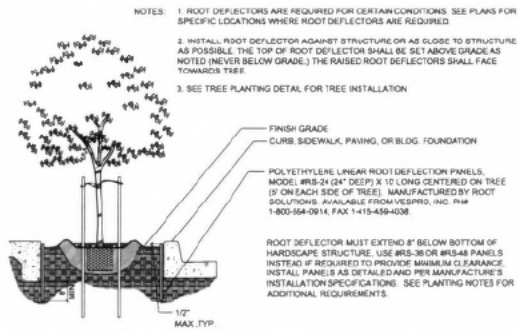 NOTES: 1. ROOT DEFLECTORS ARE REQUIRED FOR CERTAIN CONDITIONS. SEE PLANS FOR
SPECIFIC LOCATIONS WHERE ROOT DEFLECTORS ARE REQUIRED.
2. INSTALL ROOT DEFLECTOR AGAINST STRUCTURE OR AS CLOSE TO STRUCTURE
AS POSSIBLE. THE TOP OF ROOT DEFLECTOR SHALL BE SET ABOVE GRADE AS
NOTED (NEVER BELOW GRADE.) THE RAISED ROOT DEFLECTORS SHALL FACE
TOWARDS TREE.
3. SEE TREE PLANTING DETAIL FOR TREE INSTALLATION
FINISH GRADE
CURB, SIDEWALK, PAVING, OR BLDG. FOUNDATION
POLYETHYLENE LINEAR ROOT DEFLECTION PANELS,
MODEL #RS-24 (24" DEEP) X 10 LONG CENTERED ON TREE
(5' ON EACH SIDE OF TREE). MANUFACTURED BY ROOT
SOLUTIONS. AVAILABLE FROM VESPRO, INC. PH#
1-800-554-0914, FAX 1-415-459-4038.
ROOT DEFLECTOR MUST EXTEND 8" BELOW BOTTOM OF
HARDSCAPE STRUCTURE, USE #RS-36 OR #RS-48 PANELS
INSTEAD IF REQUIRED TO PROVIDE MINIMUM CLEARANCE.
INSTALL PANELS AS DETAILED AND PER MANUFACTURE'S
INSTALLATION SPECIFICATIONS. SEE PLANTING NOTES FOR
ADDITIONAL REQUIREMENTS.
1/2"
MAX .TYP.